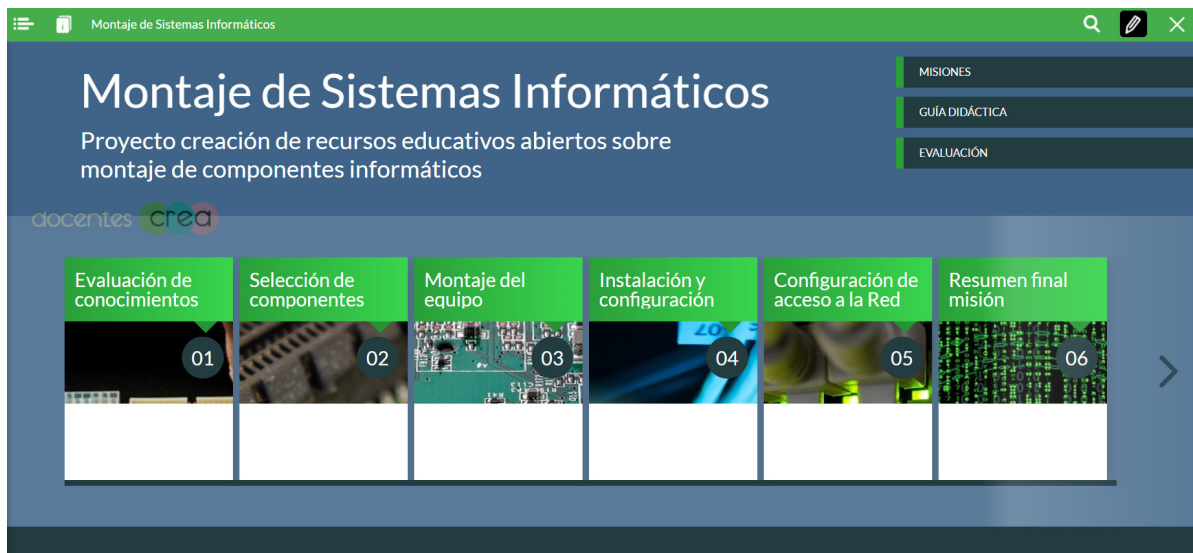 Montaje de Sistemas Informáticos
Montaje de Sistemas Informáticos
Proyecto creación de recursos educativos abiertos sobre
montaje de componentes informáticos
MISIONES
GUÍA DIDÁCTICA
EVALUACIÓN
docentes crea
Evaluación de
conocimientos
01
Selección de
componentes
02
Montaje del
equipo
03
Instalación y
configuración
04
Configuración de
acceso a la Red
05
Resumen final
misión
06